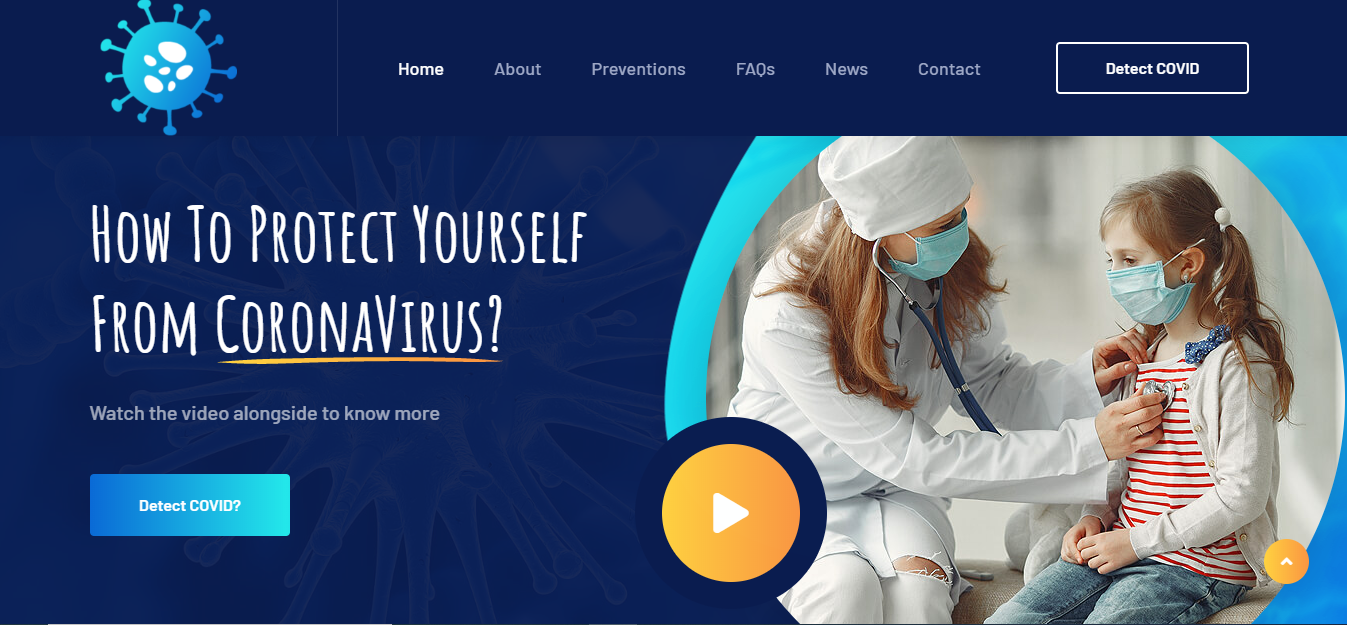 Home About Preventions FAQs News Contact Detect COVID
How To Protect Yourself
From CoronaVirus?
Watch the video alongside to know more
Detect COVID?